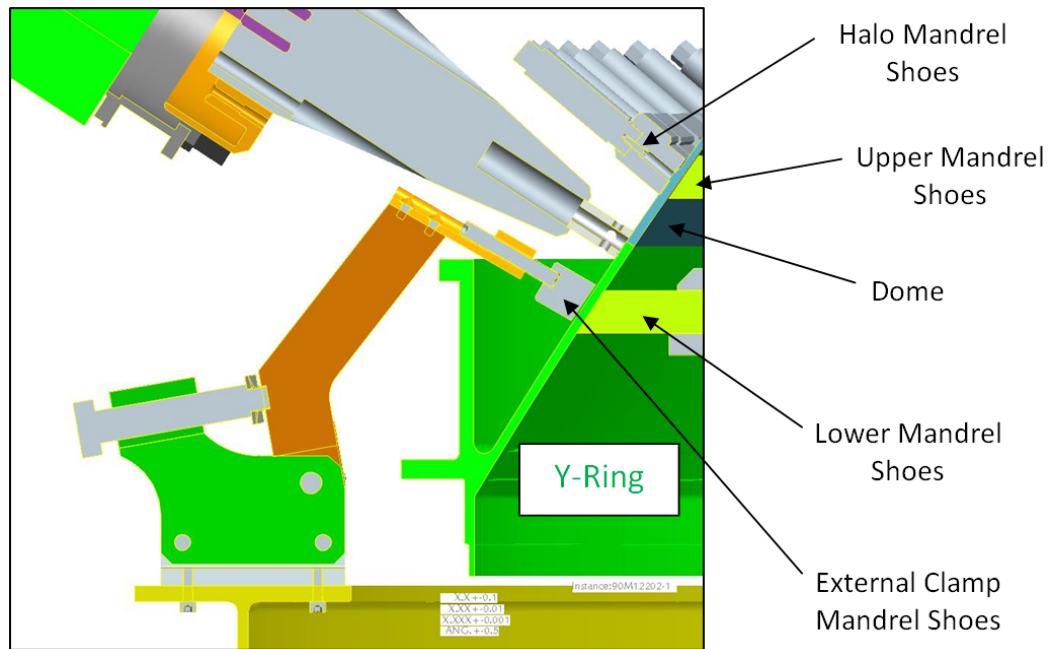 Halo Mandrel
Shoes
Upper Mandrel
Shoes
Dome
Lower Mandrel
Shoes
Y-Ring
External Clamp
Mandrel Shoes
Instance:90M12202-1
X.X +-0.1
X.XX +-0.01
X.XXX +-0.001
ANG. +-0.5